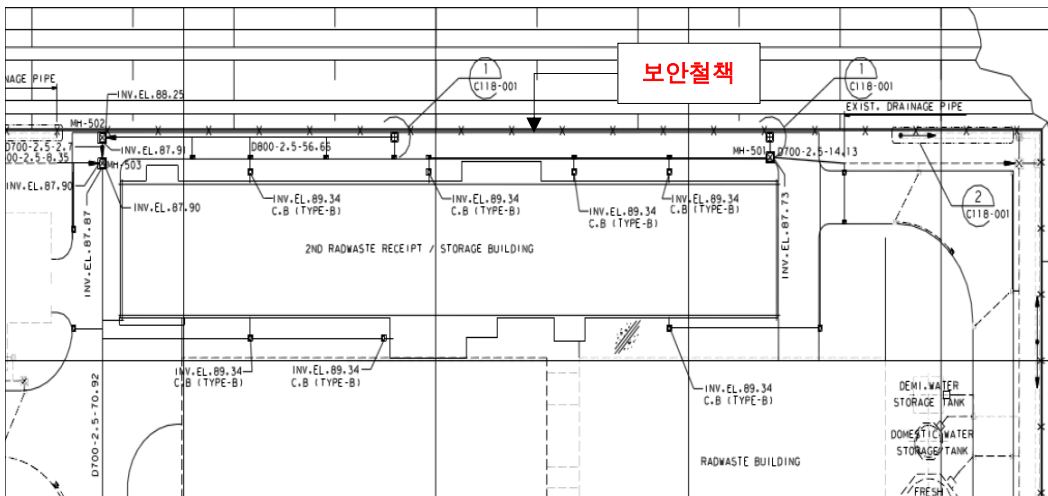 보안철책
1
C118-001
1
C118-001
NAGE PIPE
INV.EL.88.25
EXIST. DRAINAGE PIPE
MH-502
D700-2.5-2.7
INV.EL.87.91
D800-2.5-56.66
MH-501
D700-2.5-14.13
00-2.5-8.35
MH-503
INV.EL.87.90
INV.EL.87.90
INV.EL.89.34
C.B (TYPE-B)
INV.EL.89.34
C.B (TYPE-B)
INV.EL.89.34
C.B (TYPE-B)
INV.EL.89.34
C.B (TYPE-B)
2
C118-001
INV.EL.87.87
INV.EL.87.73
2ND RADWASTE RECEIPT / STORAGE BUILDING
INV.EL.89.34
C.B (TYPE-B)
INV.EL.89.34
C.B (TYPE-B)
INV.EL.89.34
C.B (TYPE-B)
D700-2.5-70.92
DEMI.WATER
STORAGE TANK
DOMESTIC WATER
STORAGE TANK
RADWASTE BUILDING
FRESH